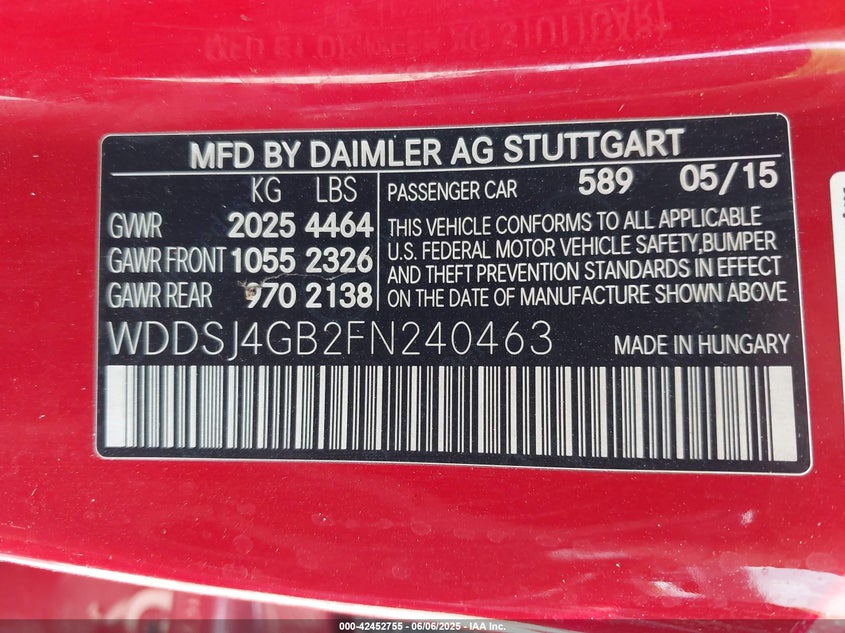 MFD BY DAIMLER AG STUTTGART
KG LBS
GVWR 2025 4464
GAWR FRONT 1055 2326
GAWR REAR 970 2138
PASSENGER CAR 589 05/15
THIS VEHICLE CONFORMS TO ALL APPLICABLE
U.S. FEDERAL MOTOR VEHICLE SAFETY,BUMPER
AND THEFT PREVENTION STANDARDS IN EFFECT
ON THE DATE OF MANUFACTURE SHOWN ABOVE
WDDSJ4GB2FN240463 MADE IN HUNGARY
000-42452755 - 06/06/2025 - IAA Inc.